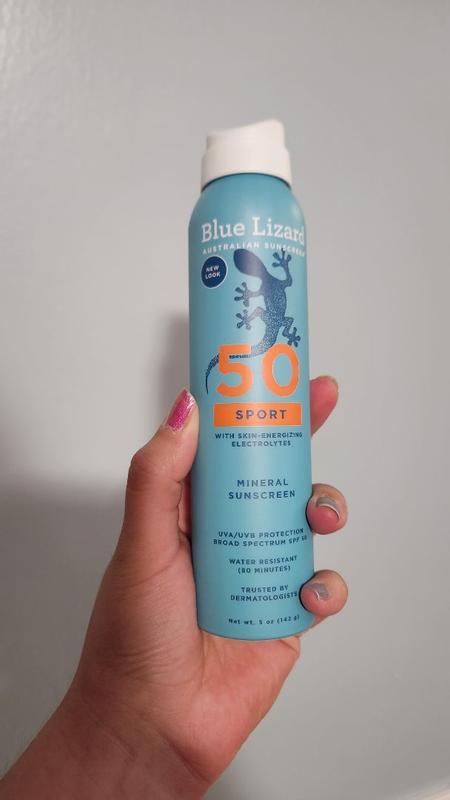 Blue Lizard
AUSTRALIAN SUNSCREEN
NEW
LOOK
50
SPORT
WITH SKIN-ENERGIZING
ELECTROLYTES
MINERAL
SUNSCREEN
UVA/UVB PROTECTION
BROAD SPECTRUM SPF 50
WATER RESISTANT
(80 MINUTES)
TRUSTED BY
DERMATOLOGISTS
Net wt. 5 oz (142 g)